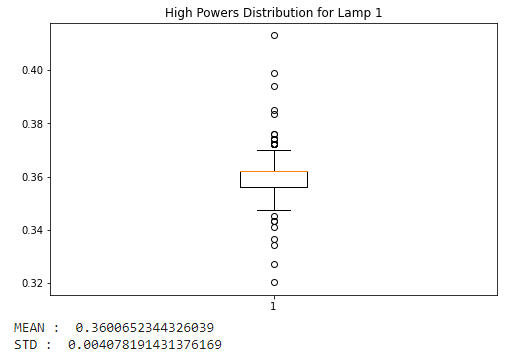 High Powers Distribution for Lamp 1
0.40
0.38
0.36
0.34
0.32
1
MEAN :  0.3600652344326039
STD :  0.004078191431376169